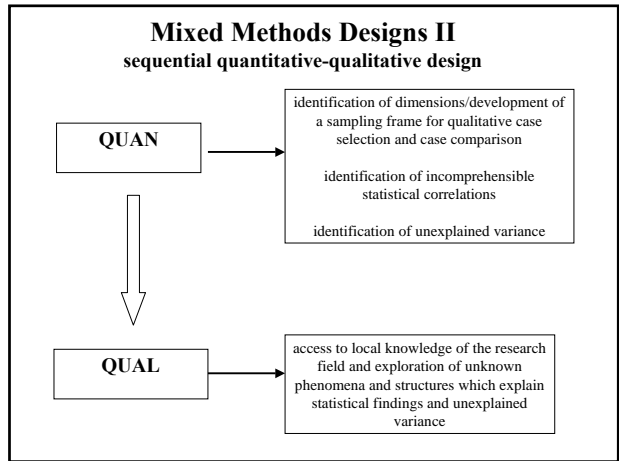 Mixed Methods Designs II
sequential quantitative-qualitative design
QUAN
identification of dimensions/development of
a sampling frame for qualitative case
selection and case comparison
identification of incomprehensible
statistical correlations
identification of unexplained variance
QUAL
access to local knowledge of the research
field and exploration of unknown
phenomena and structures which explain
statistical findings and unexplained
variance